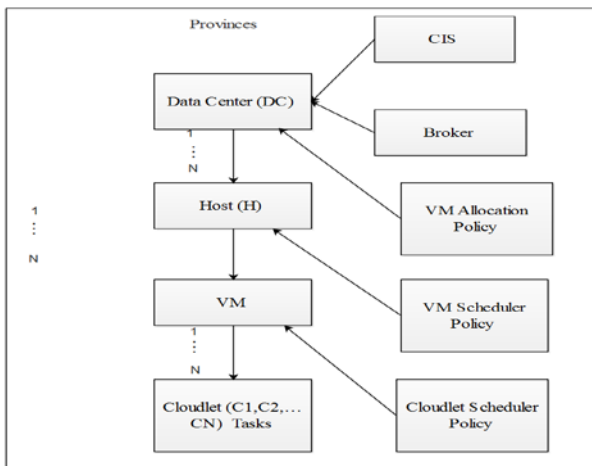 Provinces
CIS
Data Center (DC)
Broker
1
⋮
N
Host (H)
VM Allocation
Policy
1
⋮
N
VM
VM Scheduler
Policy
1
⋮
N
Cloudlet (C1,C2,…
CN) Tasks
Cloudlet Scheduler
Policy